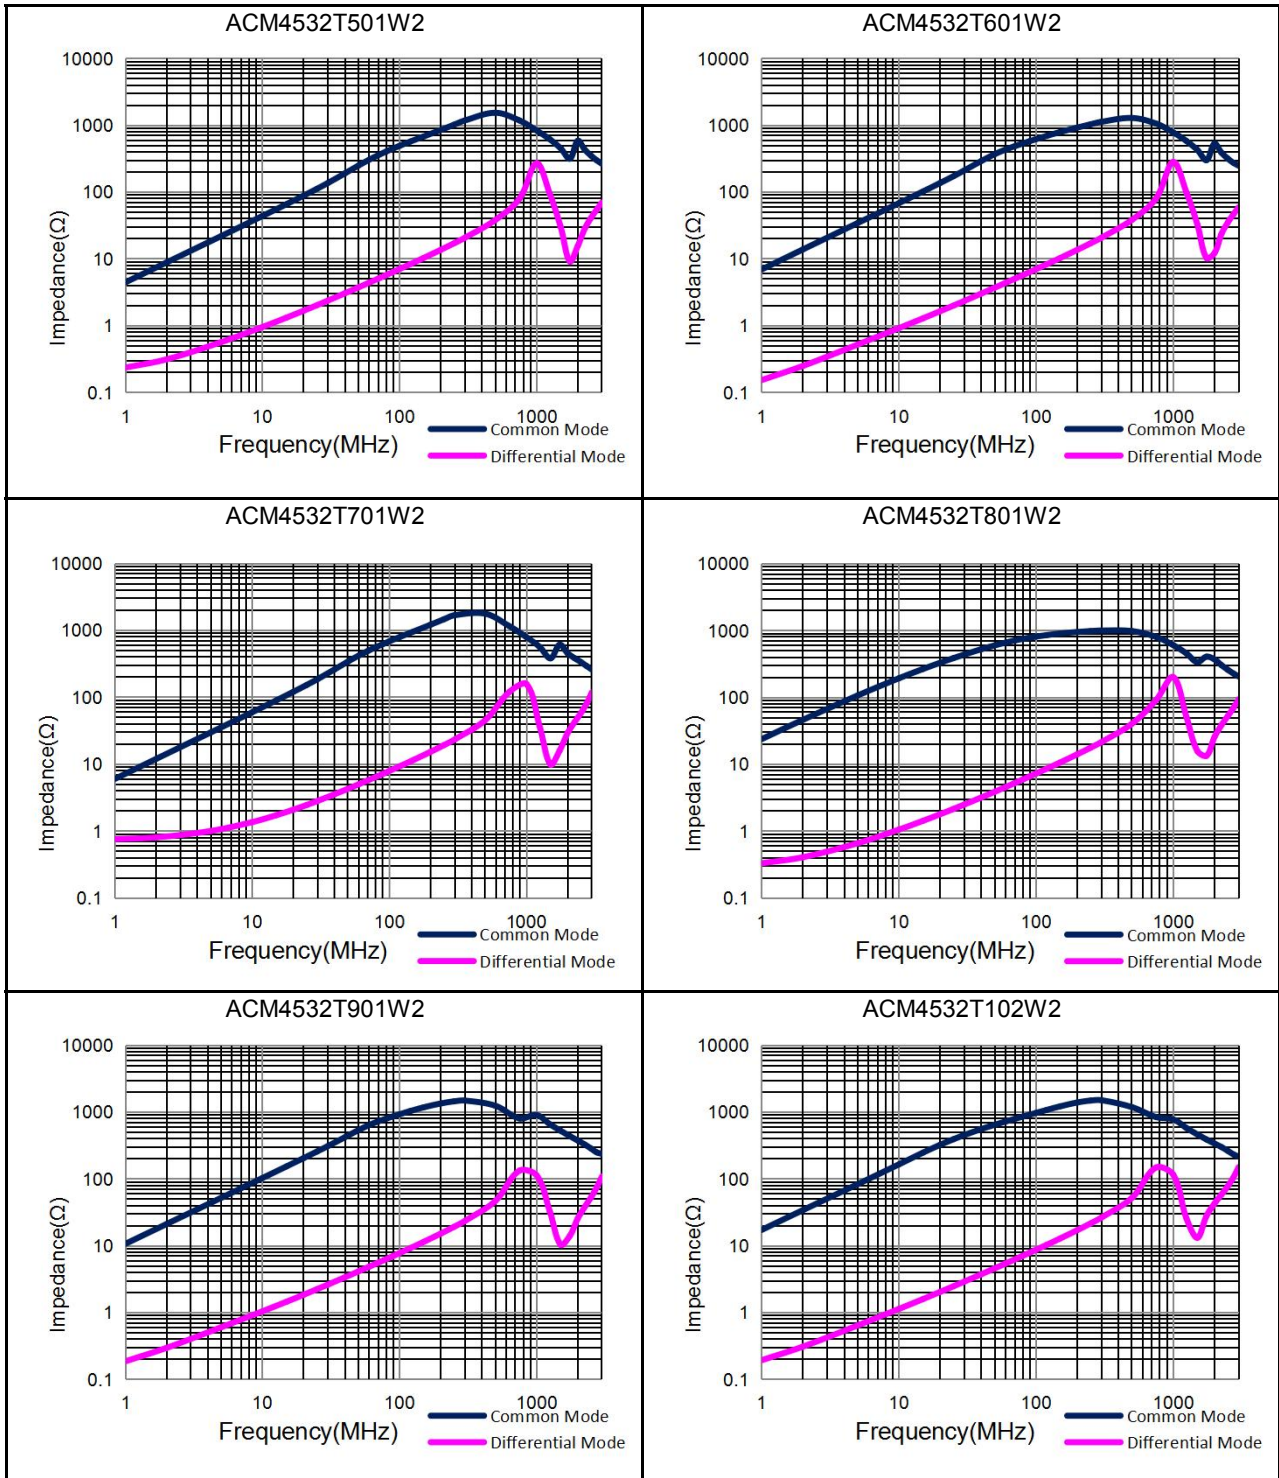 ACM4532T501W2
10000
1000
100
10
1
0.1
Impedance(Ω)
1 10 100 1000
Frequency(MHz)
Common Mode
Differential Mode
ACM4532T601W2
10000
1000
100
10
1
0.1
Impedance(Ω)
1 10 100 1000
Frequency(MHz)
Common Mode
Differential Mode
ACM4532T701W2
10000
1000
100
10
1
0.1
Impedance(Ω)
1 10 100 1000
Frequency(MHz)
Common Mode
Differential Mode
ACM4532T801W2
10000
1000
100
10
1
0.1
Impedance(Ω)
1 10 100 1000
Frequency(MHz)
Common Mode
Differential Mode
ACM4532T901W2
10000
1000
100
10
1
0.1
Impedance(Ω)
1 10 100 1000
Frequency(MHz)
Common Mode
Differential Mode
ACM4532T102W2
10000
1000
100
10
1
0.1
Impedance(Ω)
1 10 100 1000
Frequency(MHz)
Common Mode
Differential Mode